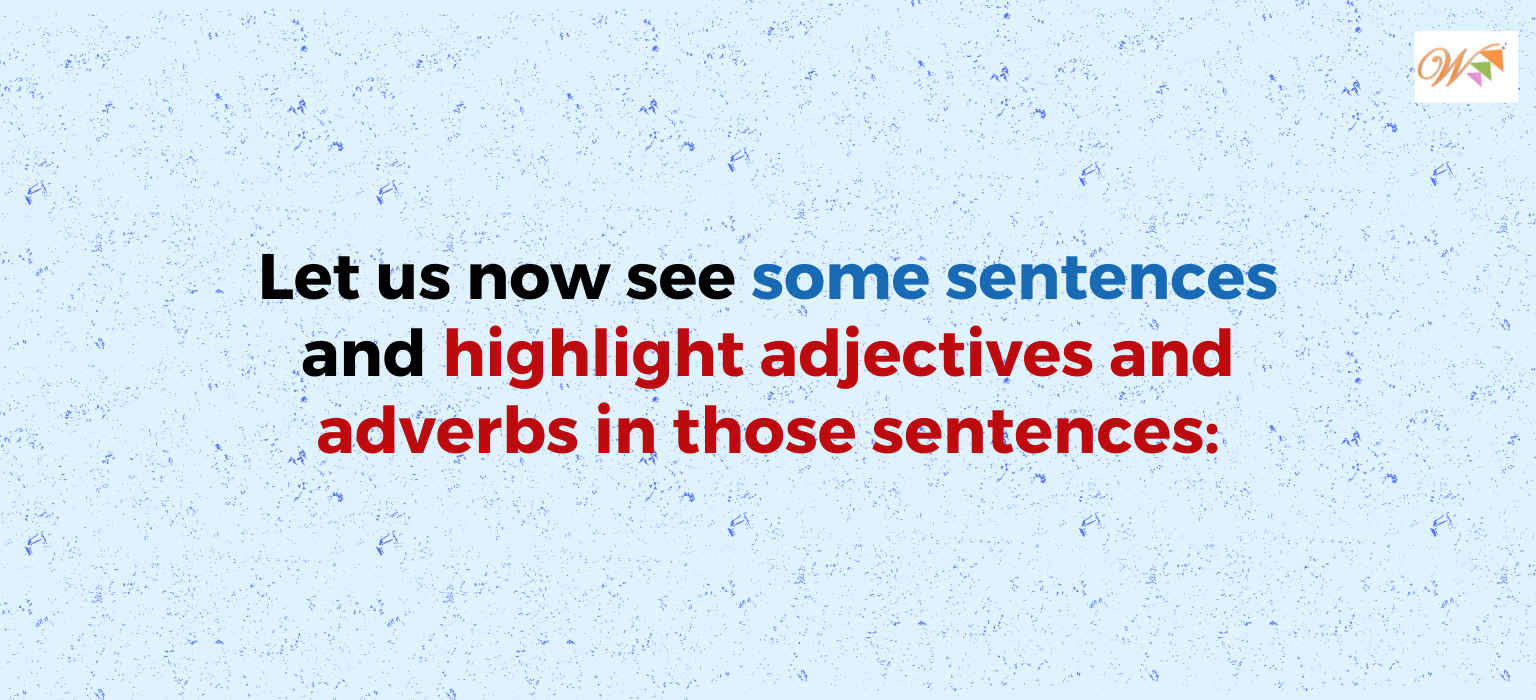 W
Let us now see some sentences
and highlight adjectives and
adverbs in those sentences: